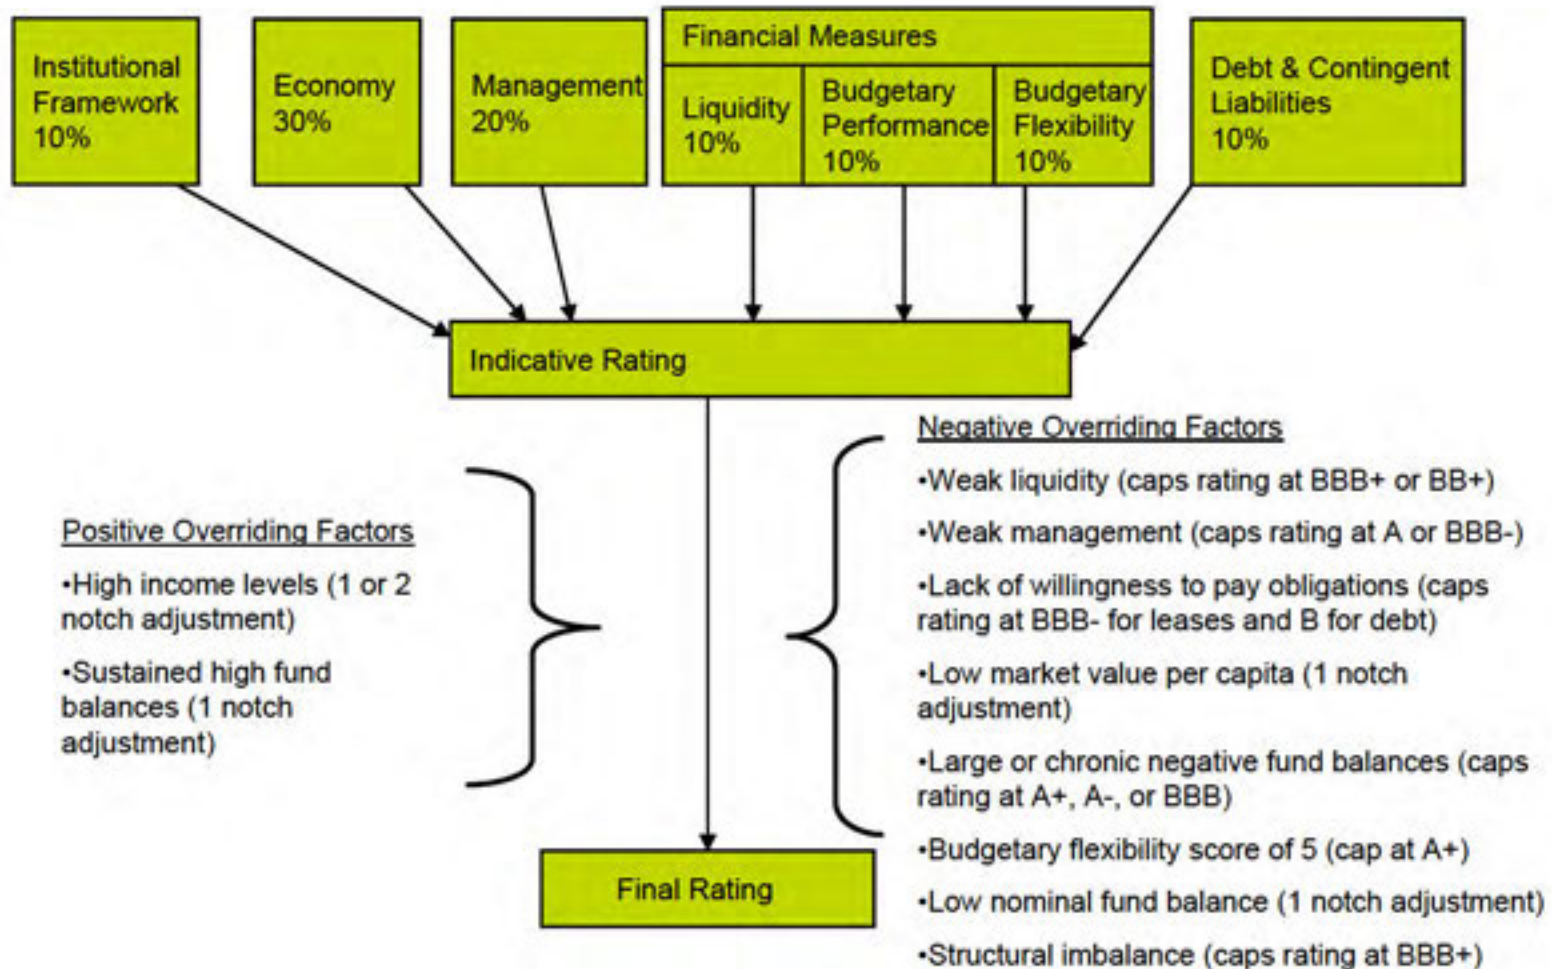 Institutional
Framework
10%
Economy
30%
Management
20%
Financial Measures
Liquidity
10%
Budgetary
Performance
10%
Budgetary
Flexibility
10%
Debt & Contingent
Liabilities
10%
Indicative Rating
Positive Overriding Factors
•High income levels (1 or 2
notch adjustment)
•Sustained high fund
balances (1 notch
adjustment)
Negative Overriding Factors
•Weak liquidity (caps rating at BBB+ or BB+)
•Weak management (caps rating at A or BBB-)
•Lack of willingness to pay obligations (caps
rating at BBB- for leases and B for debt)
•Low market value per capita (1 notch
adjustment)
•Large or chronic negative fund balances (caps
rating at A+, A-, or BBB)
•Budgetary flexibility score of 5 (cap at A+)
•Low nominal fund balance (1 notch adjustment)
•Structural imbalance (caps rating at BBB+)
Final Rating